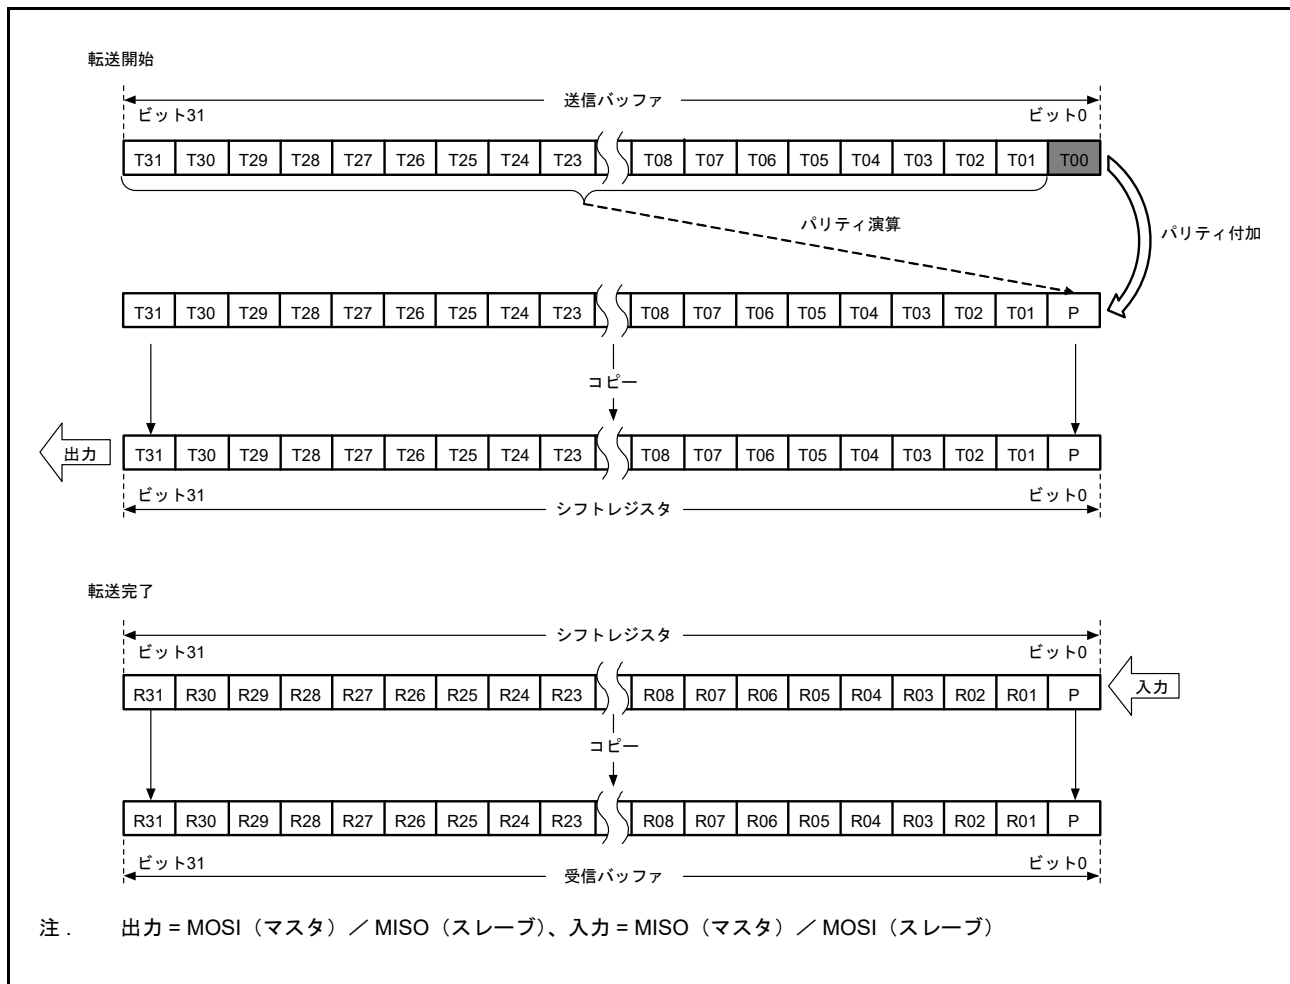 転送開始
送信バッファ
ビット31 ビット0
T31 T30 T29 T28 T27 T26 T25 T24 T23 T08 T07 T06 T05 T04 T03 T02 T01 T00
パリティ演算
パリティ付加
T31 T30 T29 T28 T27 T26 T25 T24 T23 T08 T07 T06 T05 T04 T03 T02 T01 P
コピー
出力
T31 T30 T29 T28 T27 T26 T25 T24 T23 T08 T07 T06 T05 T04 T03 T02 T01 P
ビット31 ビット0
シフトレジスタ
転送完了
シフトレジスタ
ビット31 ビット0
R31 R30 R29 R28 R27 R26 R25 R24 R23 R08 R07 R06 R05 R04 R03 R02 R01 P
入力
コピー
R31 R30 R29 R28 R27 R26 R25 R24 R23 R08 R07 R06 R05 R04 R03 R02 R01 P
ビット31 ビット0
受信バッファ
注. 出力 = MOSI（マスタ）／ MISO（スレーブ）、入力 = MISO（マスタ）／ MOSI（スレーブ）